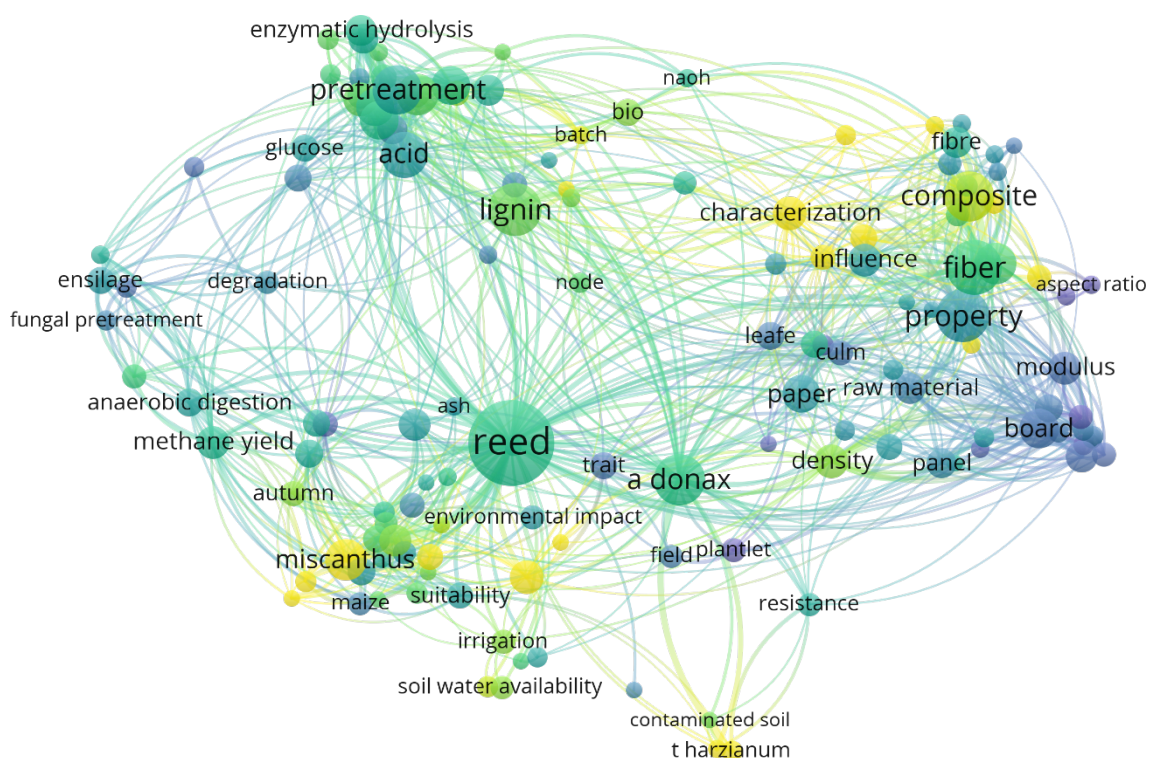 enzymatic hydrolysis
naoh
pretreatment
bio
batch
fibre
glucose
acid
composite
lignin
characterization
influence
fiber
ensilage
degradation
node
aspect ratio
fungal pretreatment
property
leafe
culm
modulus
paper
raw material
anaerobic digestion
ash
methane yield
reed
board
trait
density
panel
a donax
autumn
environmental impact
miscanthus
field
plantlet
maize
suitability
resistance
irrigation
soil water availability
contaminated soil
t harzianum